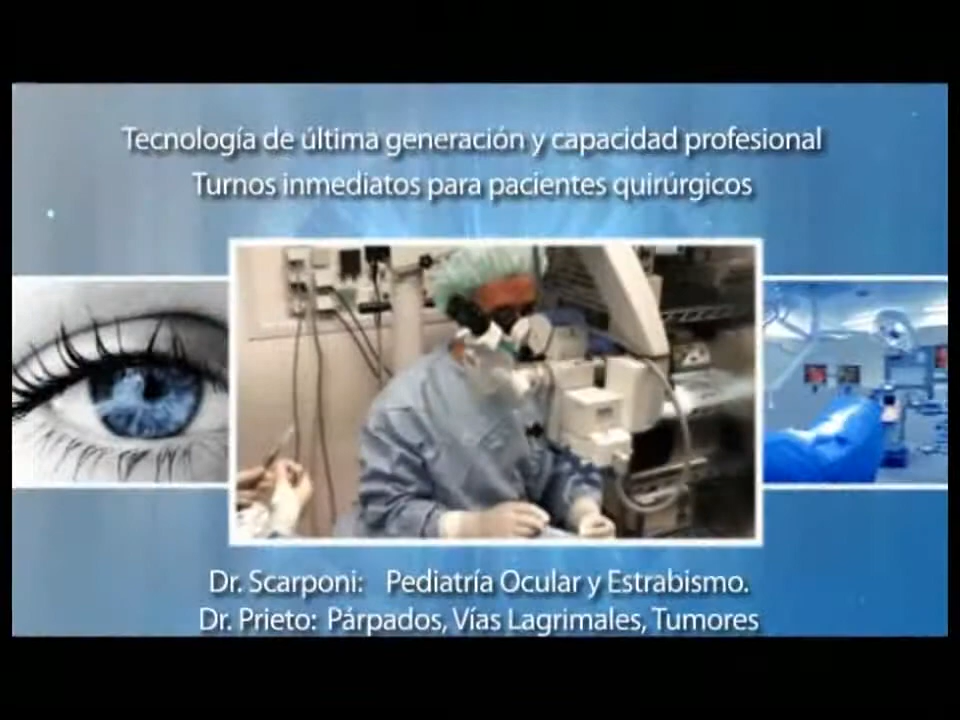 Tecnología de última generación y capacidad profesional
Turnos inmediatos para pacientes quirúrgicos
Dr. Scarponi: Pediatría Ocular y Estrabismo.
Dr. Prieto: Párpados, Vías Lagrimales, Tumores